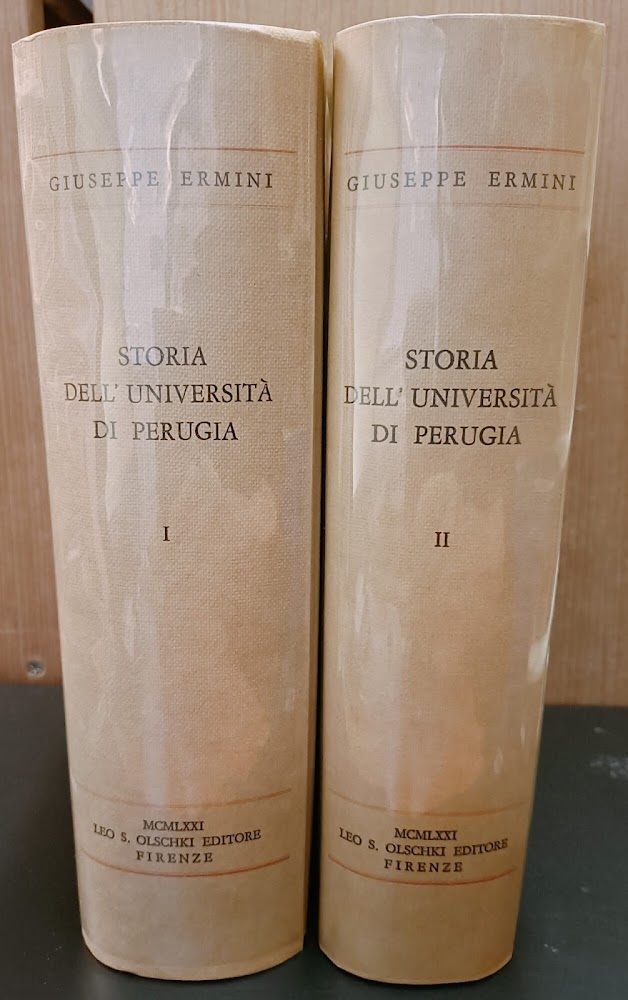 GIUSEPPE ERMINI
STORIA
DELL' UNIVERSITÀ
DI PERUGIA
I
MCMLXXI
LEO S. OLSCHKI EDITORE
FIRENZE
GIUSEPPE ERMINI
STORIA
DELL' UNIVERSITÀ
DI PERUGIA
II
MCMLXXI
LEO S. OLSCHKI EDITORE
FIRENZE